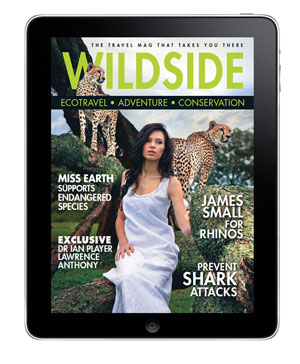 THE TRAVEL MAG THAT TAKES YOU THERE
WILDSIDE
ECOTRAVEL • ADVENTURE • CONSERVATION
MISS EARTH
SUPPORTS
ENDANGERED
SPECIES
EXCLUSIVE
DR IAN PLAYER
LAWRENCE
ANTHONY
JAMES
SMALL
FOR
RHINOS
PREVENT
SHARK
ATTACKS